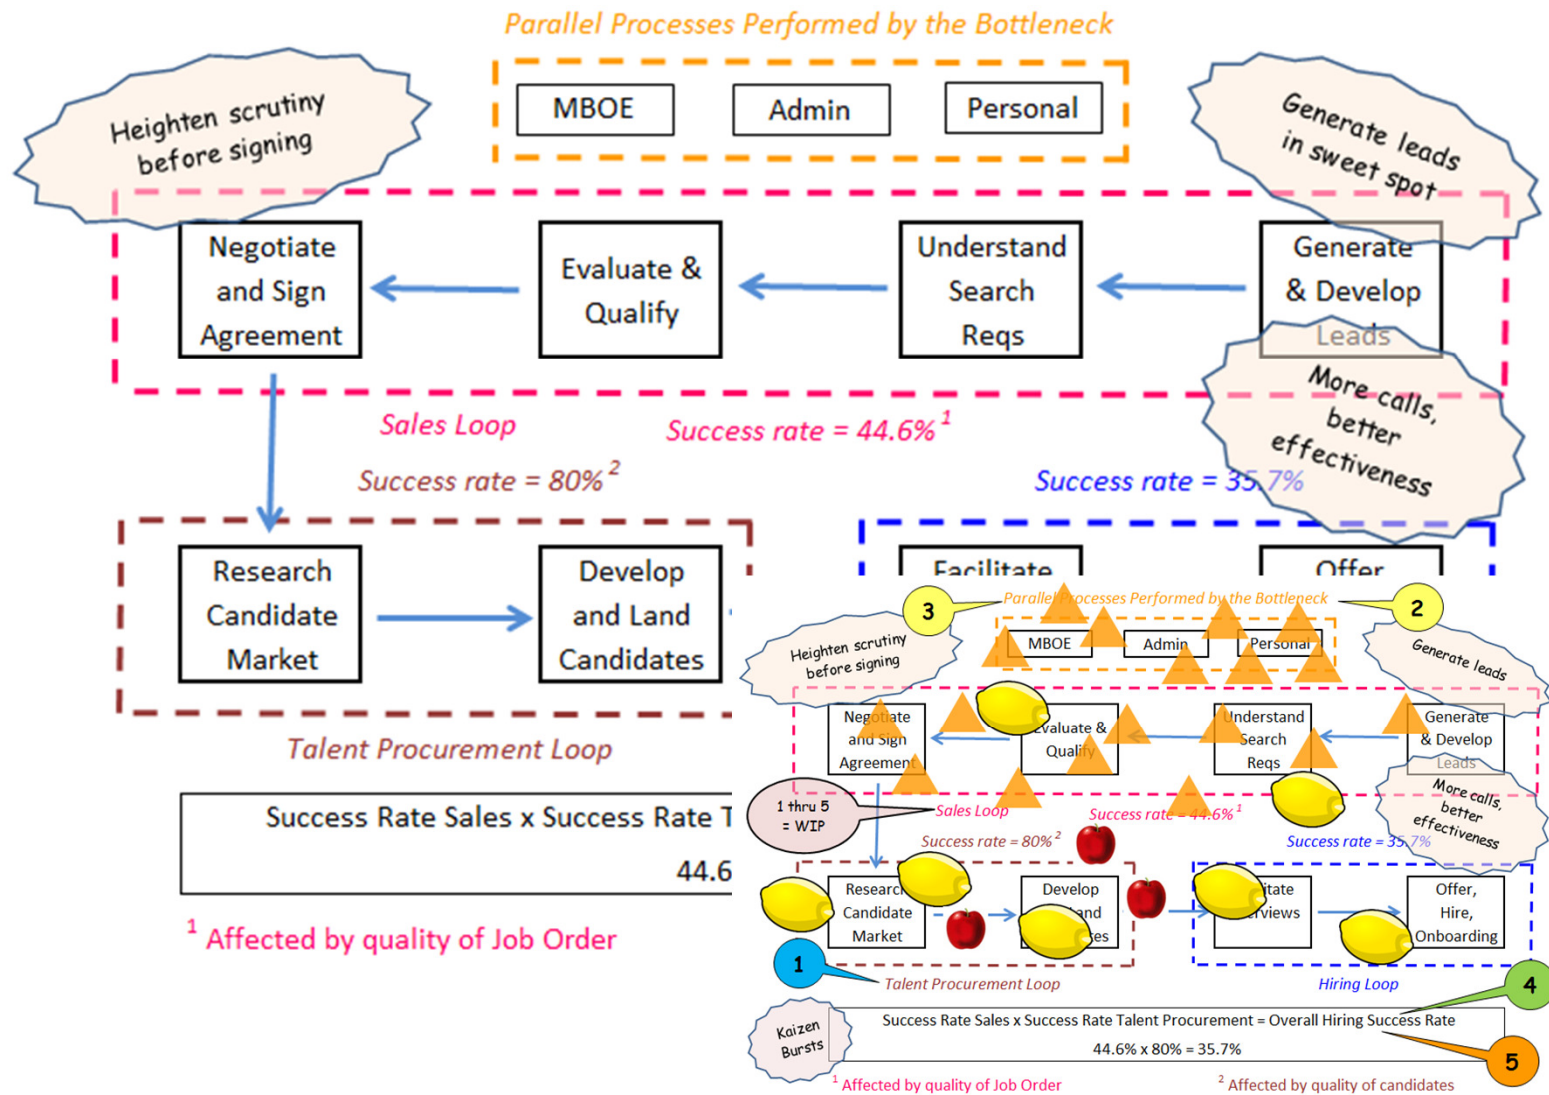 Parallel Processes Performed by the Bottleneck
MBOE
Admin
Personal
Heighten scrutiny
before signing
Generate leads
in sweet spot
Negotiate
and Sign
Agreement
Evaluate &
Qualify
Understand
Search
Reqs
Generate
& Develop
Leads
More calls,
better
effectiveness
Sales Loop
Success rate = 44.6%1
Success rate = 80%2
Success rate = 35.7%
Research
Candidate
Market
Develop
and Land
Candidates
Facilitate
Offer
Talent Procurement Loop
Success Rate Sales x Success Rate T
44.6
1 Affected by quality of Job Order
3
Parallel Processes Performed by the Bottleneck
2
MBOE
Admin
Personal
Heighten scrutiny
before signing
Generate leads
Negotiate
and Sign
Agreement
Evaluate &
Qualify
Understand
Search
Reqs
Generate
& Develop
Leads
More calls,
better
effectiveness
1 thru 5
= WIP
Sales Loop
Success rate = 44.6%1
Success rate = 80%2
Success rate = 35.7%
Research
Candidate
Market
Develop
Offer,
Hire,
Onboarding
1
Talent Procurement Loop
Hiring Loop
4
Kaizen
Bursts
Success Rate Sales x Success Rate Talent Procurement = Overall Hiring Success Rate
44.6% x 80% = 35.7%
5
1 Affected by quality of Job Order
2 Affected by quality of candidates